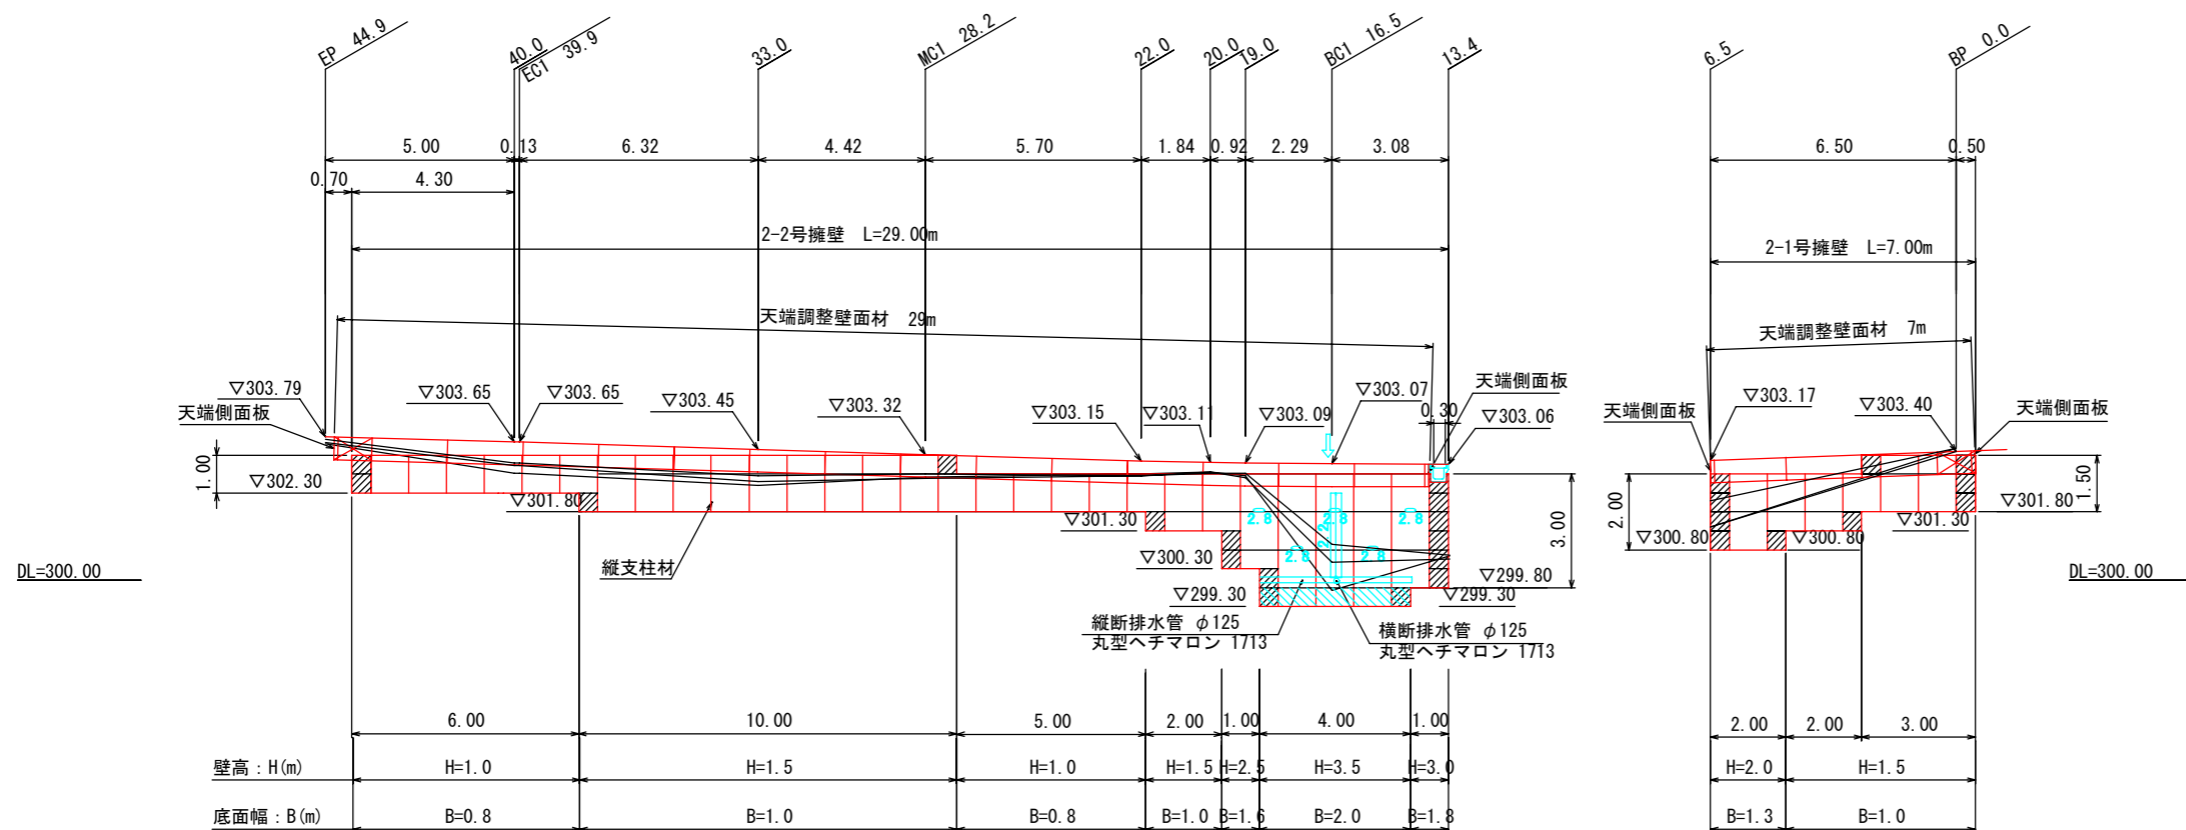 EP 44.9
40.0
EC1 39.9
33.0
MC1 28.2
22.0
20.0
19.0
BC1 16.5
13.4
6.5
BP 0.0
5.00
0.13
6.32
4.42
5.70
1.84
0.92
2.29
3.08
6.50
0.50
0.70
4.30
2-2号擁壁 L=29.00m
2-1号擁壁 L=7.00m
天端調整壁面材 29m
天端調整壁面材 7m
▽303.79
▽303.65
▽303.65
▽303.45
▽303.32
▽303.15
▽303.11
▽303.09
▽303.07
天端側面板
0.30
▽303.06
▽303.17
▽303.40
天端側面板
天端側面板
天端側面板
1.00
▽302.30
▽301.80
▽301.30
▽300.30
▽299.30
2.8
2.8
2.8
2.2
2.8
2.8
3.00
▽299.80
▽299.30
2.00
▽300.80
▽300.80
▽301.30
▽301.80
1.50
縦支柱材
DL=300.00
DL=300.00
縦断排水管 φ125
丸型ヘチマロン 1713
横断排水管 φ125
丸型ヘチマロン 1713
6.00
10.00
5.00
2.00
1.00
4.00
1.00
2.00
2.00
3.00
壁高:H(m)
H=1.0
H=1.5
H=1.0
H=1.5
H=2.5
H=3.5
H=3.0
H=2.0
H=1.5
底面幅:B(m)
B=0.8
B=1.0
B=0.8
B=1.0
B=1.6
B=2.0
B=1.8
B=1.3
B=1.0